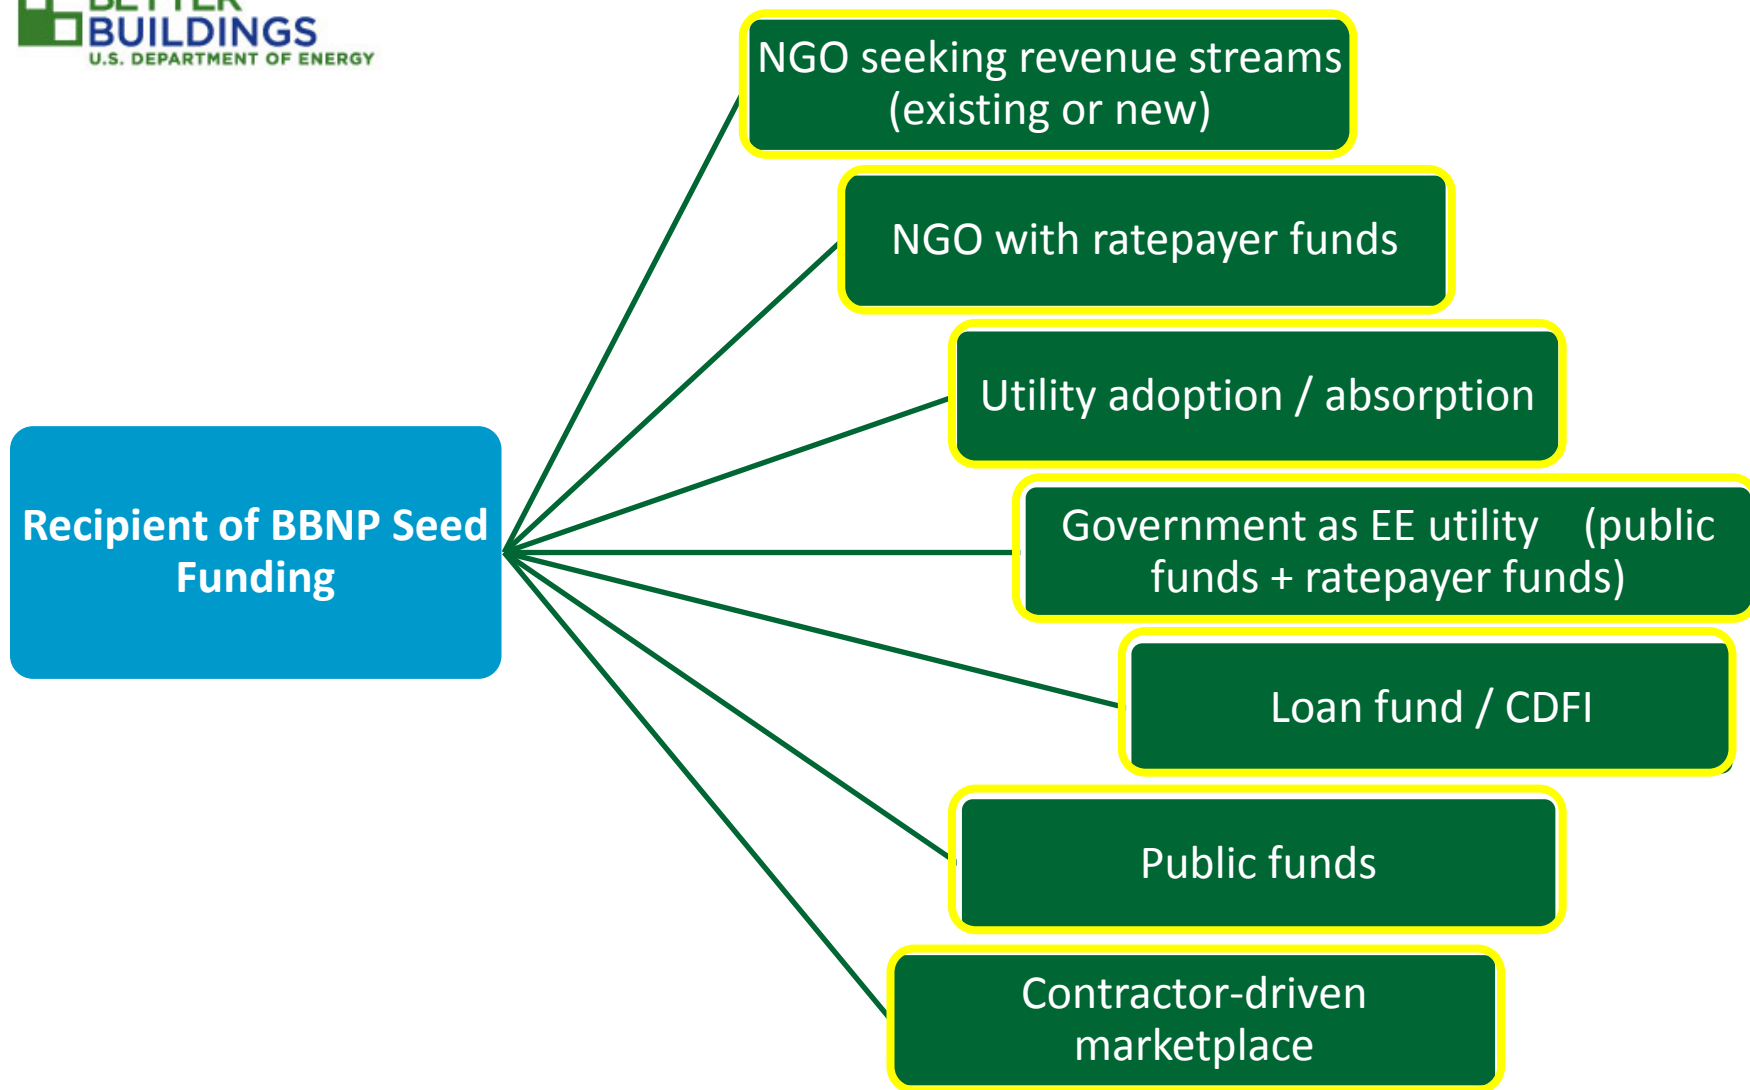 BETTER
BUILDINGS
U.S. DEPARTMENT OF ENERGY
NGO seeking revenue streams
(existing or new)
NGO with ratepayer funds
Utility adoption / absorption
Recipient of BBNP Seed
Funding
Government as EE utility (public
funds + ratepayer funds)
Loan fund / CDFI
Public funds
Contractor-driven
marketplace